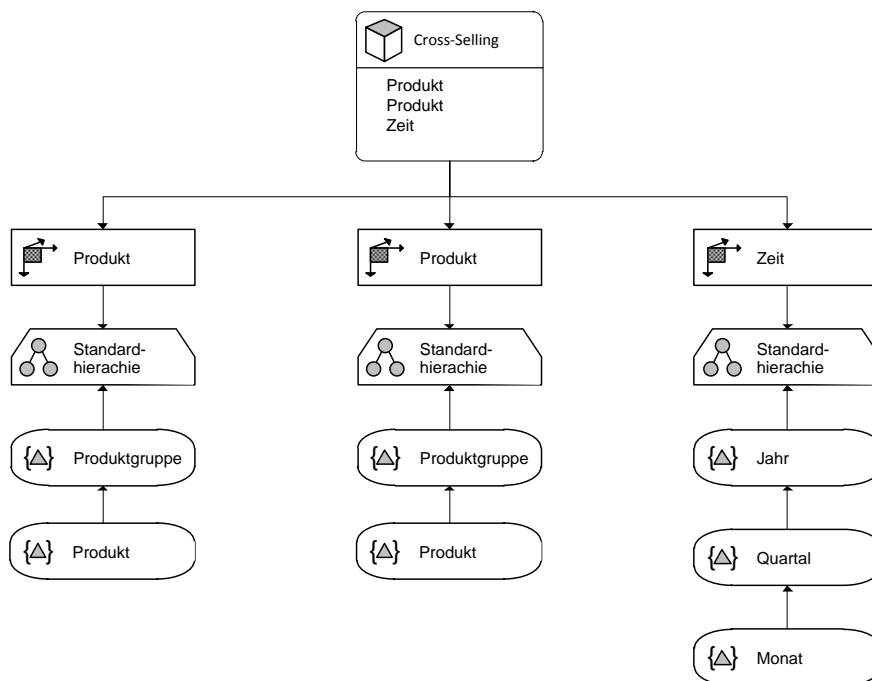 Cross-Selling
Produkt
Produkt
Zeit
Produkt
Produkt
Zeit
Standard-
hierachie
Standard-
hierachie
Standard-
hierachie
{ } Produktgruppe
{ } Produktgruppe
{ } Jahr
{ } Produkt
{ } Produkt
{ } Quartal
{ } Monat